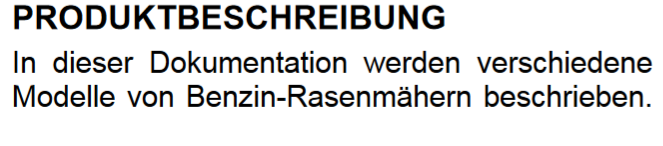 PRODUKTBESCHREIBUNG
In dieser Dokumentation werden verschiedene
Modelle von Benzin-Rasenmähern beschrieben.